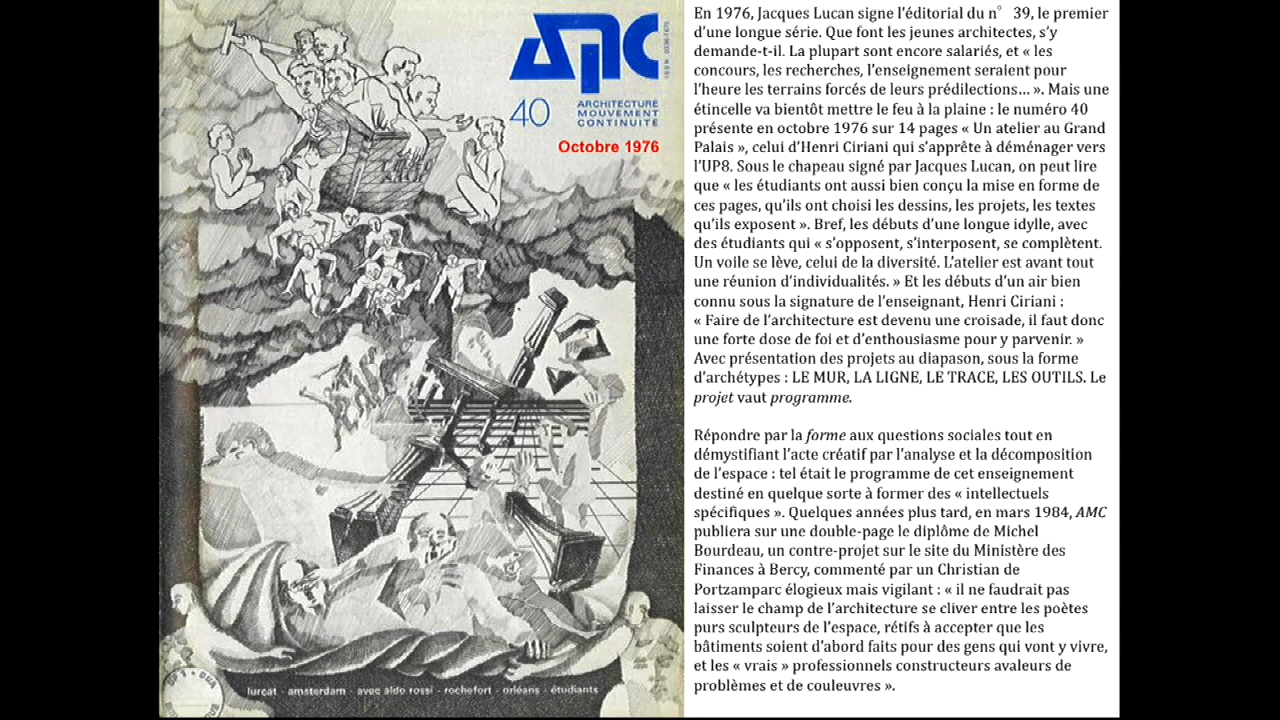 AMC
ISSN 0336-1675
40
ARCHITECTURE
MOUVEMENT
CONTINUITÉ
Octobre 1976
lurçat - amsterdam - avec aldo rossi - rochefort - orléans - étudiants
En 1976, Jacques Lucan signe l'éditorial du n° 39, le premier
d'une longue série. Que font les jeunes architectes, s'y
demande-t-il. La plupart sont encore salariés, et « les
concours, les recherches, l'enseignement seraient pour
l'heure les terrains forcés de leurs prédilections… ». Mais une
étincelle va bientôt mettre le feu à la plaine : le numéro 40
présente en octobre 1976 sur 14 pages « Un atelier au Grand
Palais », celui d'Henri Ciriani qui s'apprête à déménager vers
l'UP8. Sous le chapeau signé par Jacques Lucan, on peut lire
que « les étudiants ont aussi bien conçu la mise en forme de
ces pages, qu'ils ont choisi les dessins, les projets, les textes
qu'ils exposent ». Bref, les débuts d'une longue idylle, avec
des étudiants qui « s'opposent, s'interposent, se complètent.
Un voile se lève, celui de la diversité. L'atelier est avant tout
une réunion d'individualités. » Et les débuts d'un air bien
connu sous la signature de l'enseignant, Henri Ciriani :
« Faire de l'architecture est devenu une croisade, il faut donc
une forte dose de foi et d'enthousiasme pour y parvenir. »
Avec présentation des projets au diapason, sous la forme
d'archétypes : LE MUR, LA LIGNE, LE TRACE, LES OUTILS. Le
projet vaut programme.
Répondre par la forme aux questions sociales tout en
démystifiant l'acte créatif par l'analyse et la décomposition
de l'espace : tel était le programme de cet enseignement
destiné en quelque sorte à former des « intellectuels
spécifiques ». Quelques années plus tard, en mars 1984, AMC
publiera sur une double-page le diplôme de Michel
Bourdeau, un contre-projet sur le site du Ministère des
Finances à Bercy, commenté par un Christian de
Portzamparc élogieux mais vigilant : « il ne faudrait pas
laisser le champ de l'architecture se cliver entre les poètes
purs sculpteurs de l'espace, rétifs à accepter que les
bâtiments soient d'abord faits pour des gens qui vont y vivre,
et les « vrais » professionnels constructeurs avaleurs de
problèmes et de couleuvres ».